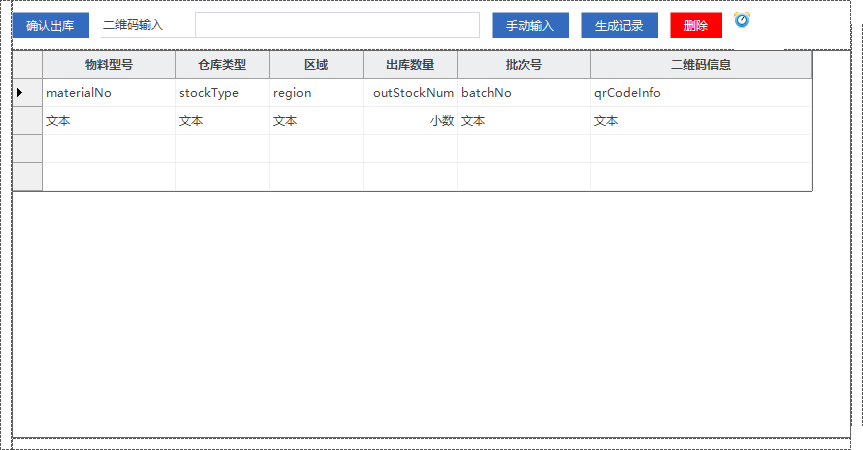 确认出库 二维码输入 手动输入 生成记录 删除
物料型号 仓库类型 区域 出库数量 批次号 二维码信息
materialNo stockType region outStockNum batchNo qrCodeInfo
文本 文本 文本 小数 文本 文本